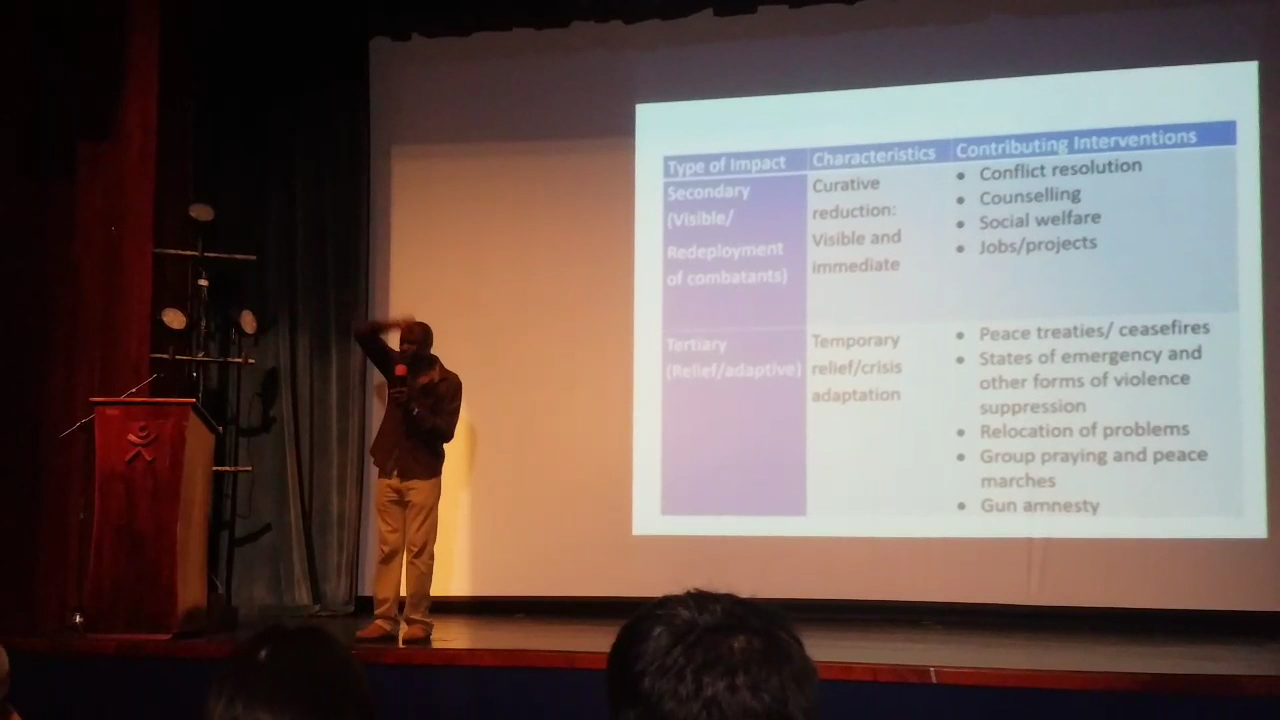 Type of Impact Characteristics Contributing Interventions
Secondary
(Visible/
Redeployment
of combatants)
Curative
reduction:
Visible and
immediate
• Conflict resolution
• Counselling
• Social welfare
• Jobs/projects
Tertiary
(Relief/adaptive)
Temporary
relief/crisis
adaptation
• Peace treaties/ ceasefires
• States of emergency and
other forms of violence
suppression
• Relocation of problems
• Group praying and peace
marches
• Gun amnesty